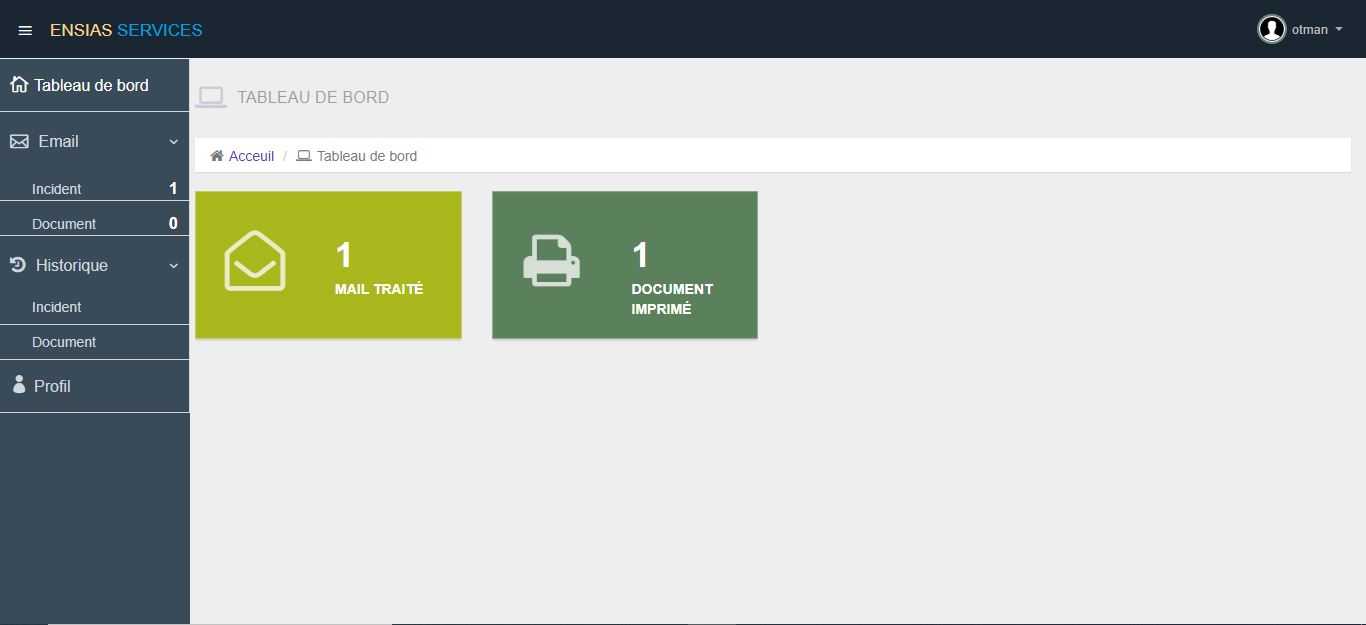 ENSIAS SERVICES
otman
Tableau de bord
Email
Incident 1
Document 0
Historique
Incident
Document
Profil
TABLEAU DE BORD
Acceuil / Tableau de bord
1
MAIL TRAITÉ
1
DOCUMENT
IMPRIMÉ